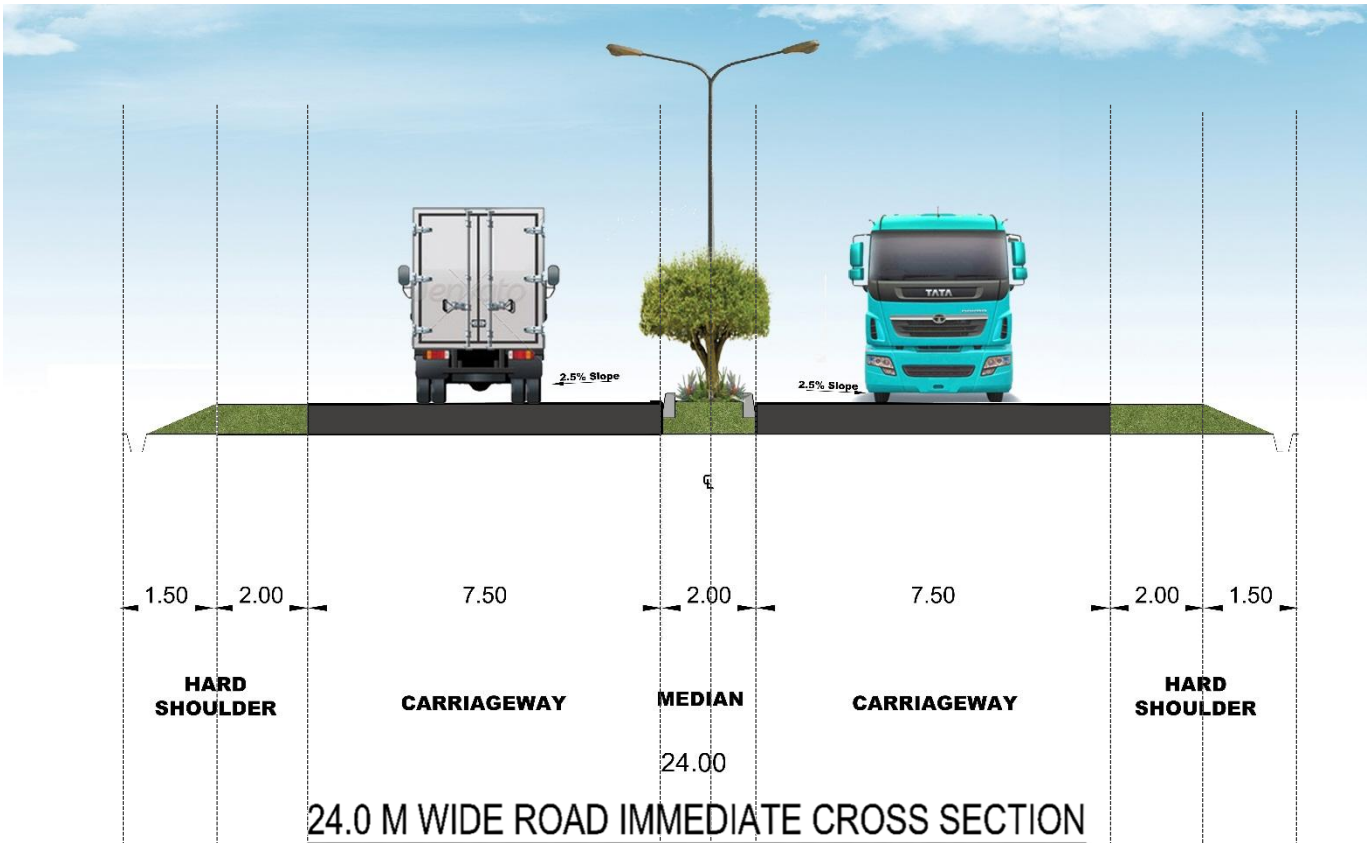 TATA
2.5% Slope
2.5% Slope
℄
1.50 2.00 7.50 2.00 7.50 2.00 1.50
HARD
SHOULDER
CARRIAGEWAY
MEDIAN
CARRIAGEWAY
HARD
SHOULDER
24.00
24.0 M WIDE ROAD IMMEDIATE CROSS SECTION